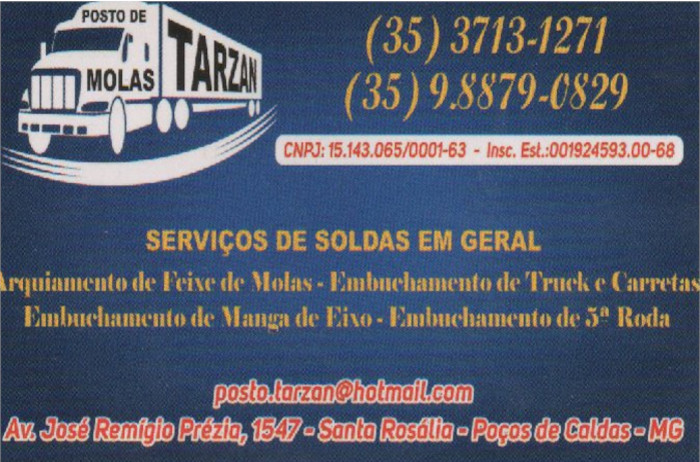 POSTO DE
MOLAS TARZAN
(35) 3713-1271
(35) 9.8879-0829
CNPJ: 15.143.065/0001-63 - Insc. Est.:001924593.00-68
SERVIÇOS DE SOLDAS EM GERAL
Arquiamento de Feixe de Molas - Embuchamento de Truck e Carretas
Embuchamento de Manga de Eixo - Embuchamento de 5ª Roda
posto.tarzan@hotmail.com
Av. José Remígio Prézia, 1547 - Santa Rosália - Poços de Caldas - MG